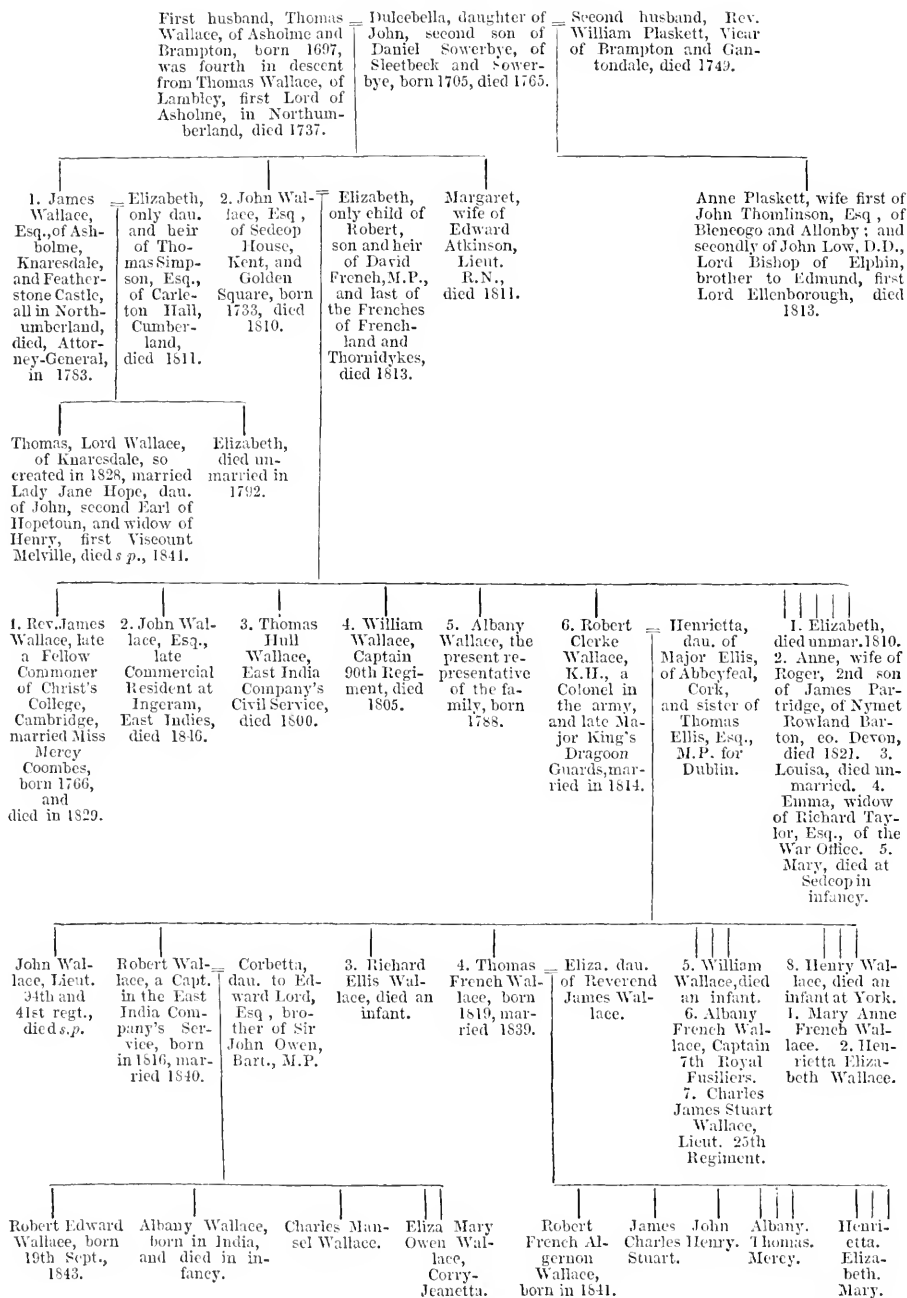 First husband, Thomas
Wallace, of Asholme and
Brampton, born 1697,
was fourth in descent
from Thomas Wallace, of
Lambley, first Lord of
Asholme, in Northum-
berland, died 1737.
Dulcebella, daughter of
John, second son of
Daniel Sowerbye, of
Sleetbeck and Sower-
bye, born 1705, died 1765.
Second husband, Rev.
William Plaskett, Vicar
of Brampton and Gan-
tondale, died 1749.
1. James
Wallace,
Esq., of Ash-
holme,
Knaresdale,
and Feather-
stone Castle,
all in North-
umberland,
died, Attor-
ney-General,
in 1783.
Elizabeth,
only dau.
and heir
of Tho-
mas Simp-
son, Esq.,
of Carle-
ton Hall,
Cumber-
land,
died 1811.
2. John Wal-
lace, Esq ,
of Sedcop
House,
Kent, and
Golden
Square, born
1733, died
1810.
Elizabeth,
only child of
Robert,
son and heir
of David
French, M.P.,
and last of
the Frenches
of French-
land and
Thornidykes,
died 1813.
Margaret,
wife of
Edward
Atkinson,
Lieut.
R.N.,
died 1811.
Anne Plaskett, wife first of
John Thomlinson, Esq , of
Blencogo and Allonby ; and
secondly of John Low, D.D.,
Lord Bishop of Elphin,
brother to Edmund, first
Lord Ellenborough, died
1813.
Thomas, Lord Wallace,
of Knaresdale, so
created in 1828, married
Lady Jane Hope, dau.
of John, second Earl of
Hopetoun, and widow of
Henry, first Viscount
Melville, died s p., 1841.
Elizabeth,
died un-
married in
1792.
1. Rev. James
Wallace, late
a Fellow
Commoner
of Christ's
College,
Cambridge,
married Miss
Mercy
Coombes,
born 1766,
and
died in 1829.
2. John Wal-
lace, Esq.,
late
Commercial
Resident at
Ingeram,
East Indies,
died 1846.
3. Thomas
Hull
Wallace,
East India
Company's
Civil Service,
died 1800.
4. William
Wallace,
Captain
90th Regi-
ment, died
1805.
5. Albany
Wallace, the
present re-
presentative
of the fa-
mily, born
1788.
6. Robert
Clerke
Wallace,
K.H., a
Colonel in
the army,
and late Ma-
jor King's
Dragoon
Guards, mar-
ried in 1814.
Henrietta,
dau. of
Major Ellis,
of Abbeyfeal,
Cork,
and sister of
Thomas
Ellis, Esq.,
M.P. for
Dublin.
1. Elizabeth,
died unmar. 1810.
2. Anne, wife of
Roger, 2nd son
of James Par-
tridge, of Nymet
Rowland Bar-
ton, co. Devon,
died 1821. 3.
Louisa, died un-
married. 4.
Emma, widow
of Richard Tay-
lor, Esq., of the
War Office. 5.
Mary, died at
Sedcop in
infancy.
John Wal-
lace, Lieut.
94th and
41st regt.,
died s.p.
Robert Wal-
lace, a Capt.
in the East
India Com-
pany's Ser-
vice, born
in 1816, mar-
ried 1840.
Corbetta,
dau. to Ed-
ward Lord,
Esq , bro-
ther of Sir
John Owen,
Bart., M.P.
3. Richard
Ellis Wal-
lace, died an
infant.
4. Thomas
French Wal-
lace, born
1819, mar-
ried 1839.
Eliza. dau.
of Reverend
James Wal-
lace.
5. William
Wallace, died
an infant.
6. Albany
French Wal-
lace, Captain
7th Royal
Fusiliers.
7. Charles
James Stuart
Wallace,
Lieut. 25th
Regiment.
8. Henry Wal-
lace, died an
infant at York.
1. Mary Anne
French Wal-
lace. 2. Hen-
rietta Eliza-
beth Wallace.
Robert Edward
Wallace, born
19th Sept.,
1843.
Albany Wallace,
born in India,
and died in in-
fancy.
Charles Man-
sel Wallace.
Eliza Mary
Owen Wal-
lace,
Corry-
Jeanetta.
Robert
French Al-
gernon
Wallace,
born in 1841.
James
Charles
Stuart.
John
Henry.
Albany.
Thomas.
Mercy.
Henri-
etta.
Eliza-
beth.
Mary.